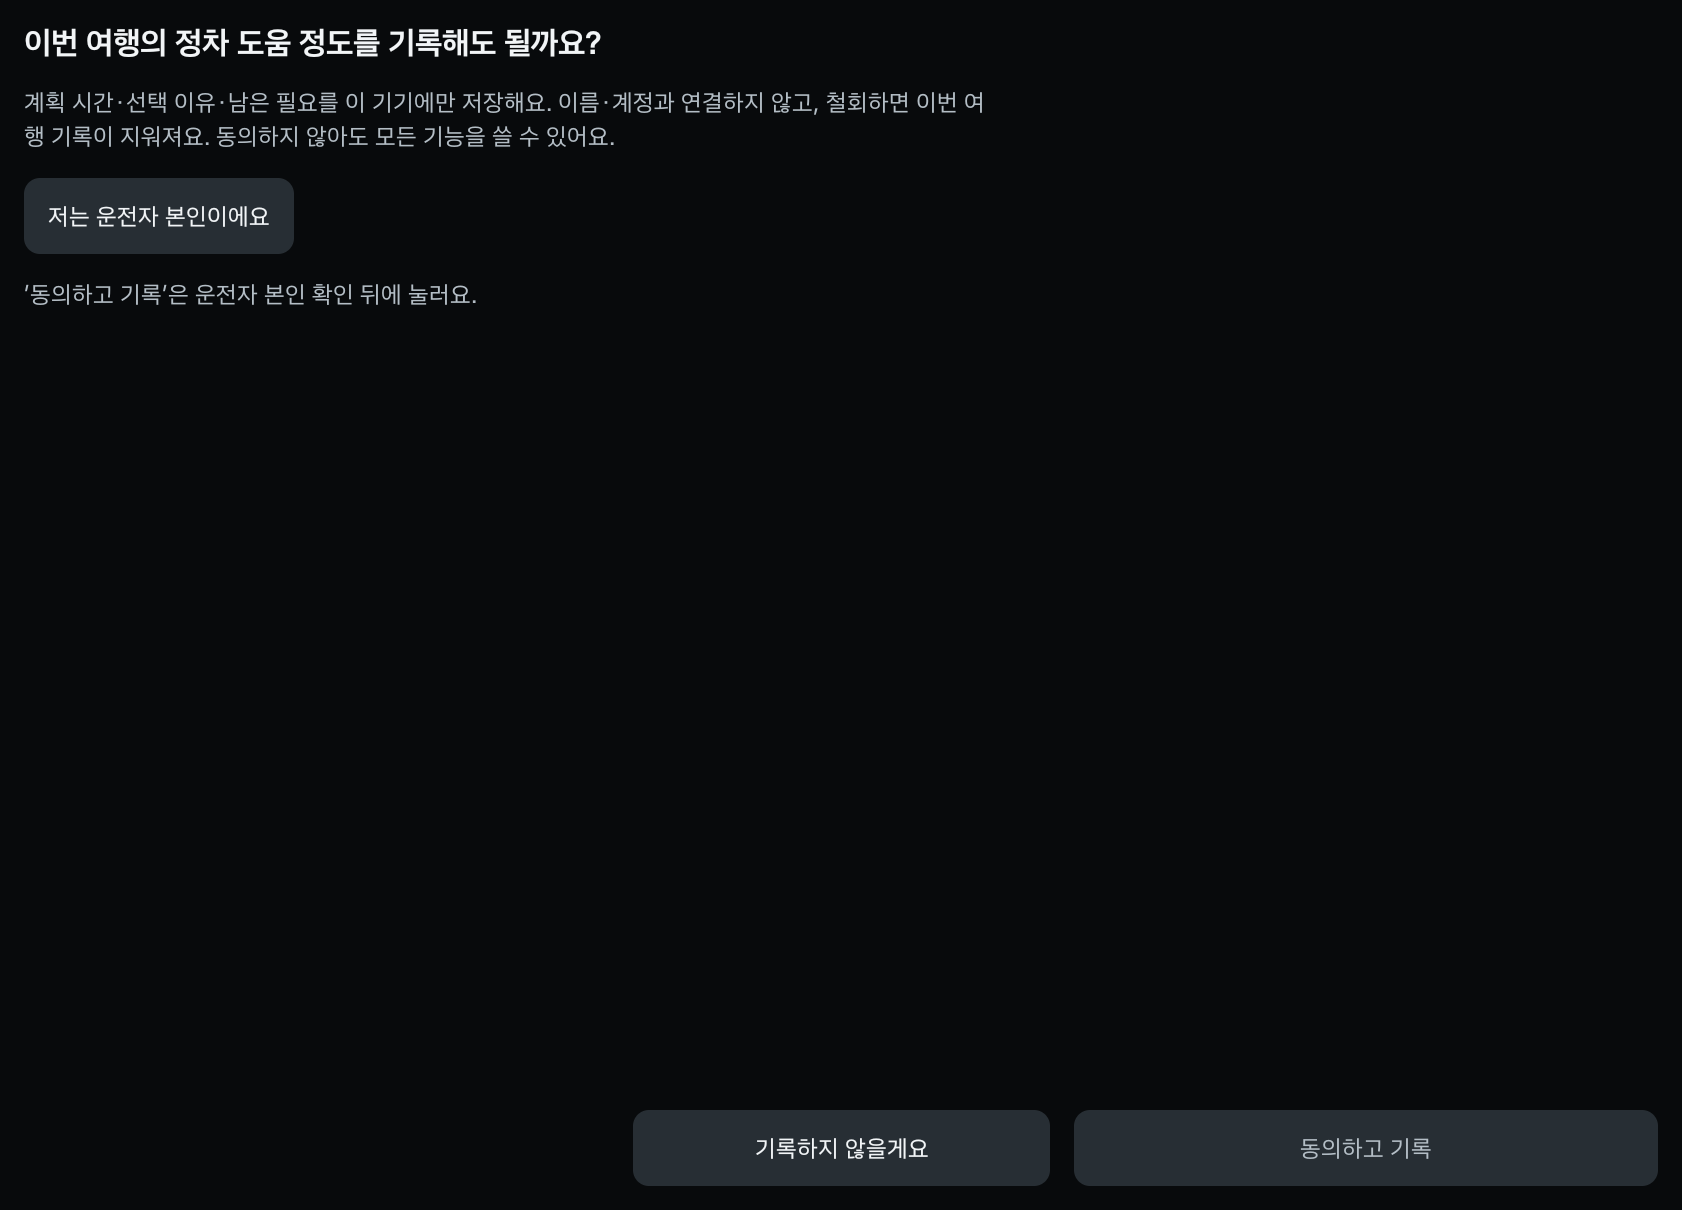 이번 여행의 정차 도움 정도를 기록해도 될까요?
계획 시간·선택 이유·남은 필요를 이 기기에만 저장해요. 이름·계정과 연결하지 않고, 철회하면 이번 여
행 기록이 지워져요. 동의하지 않아도 모든 기능을 쓸 수 있어요.
저는 운전자 본인이에요
'동의하고 기록'은 운전자 본인 확인 뒤에 눌러요.
기록하지 않을게요
동의하고 기록